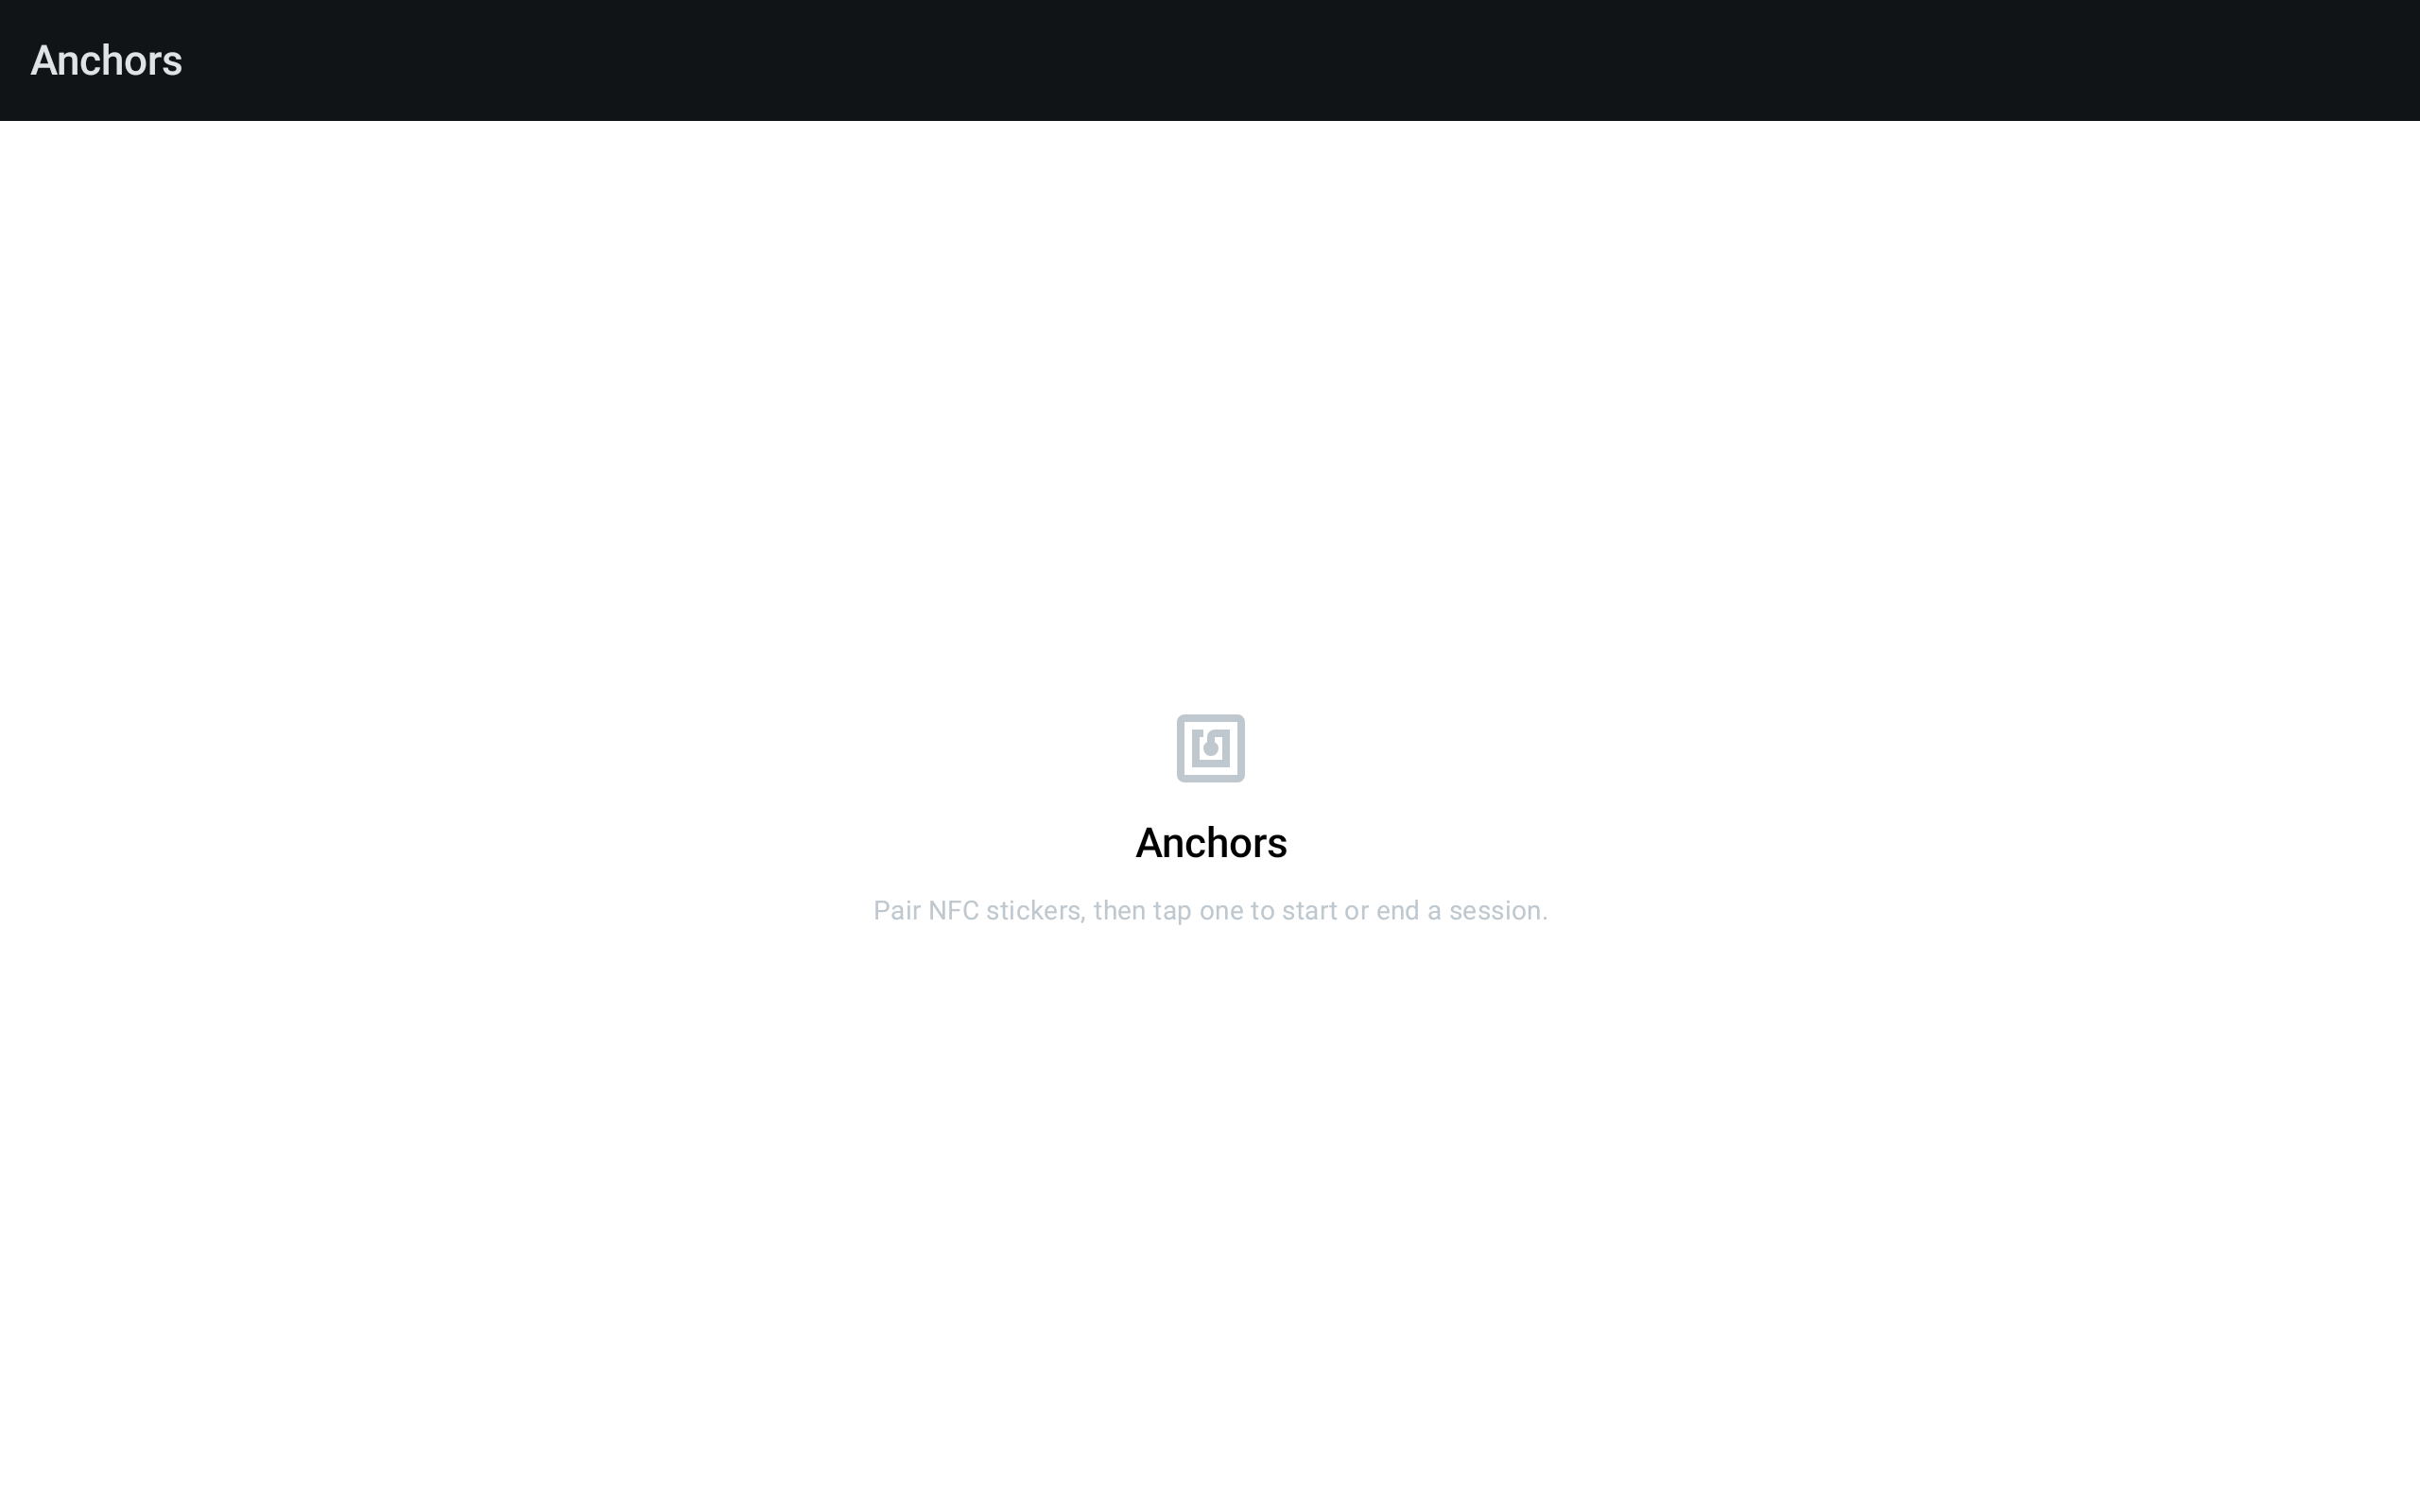 Anchors
Anchors
Pair NFC stickers, then tap one to start or end a session.